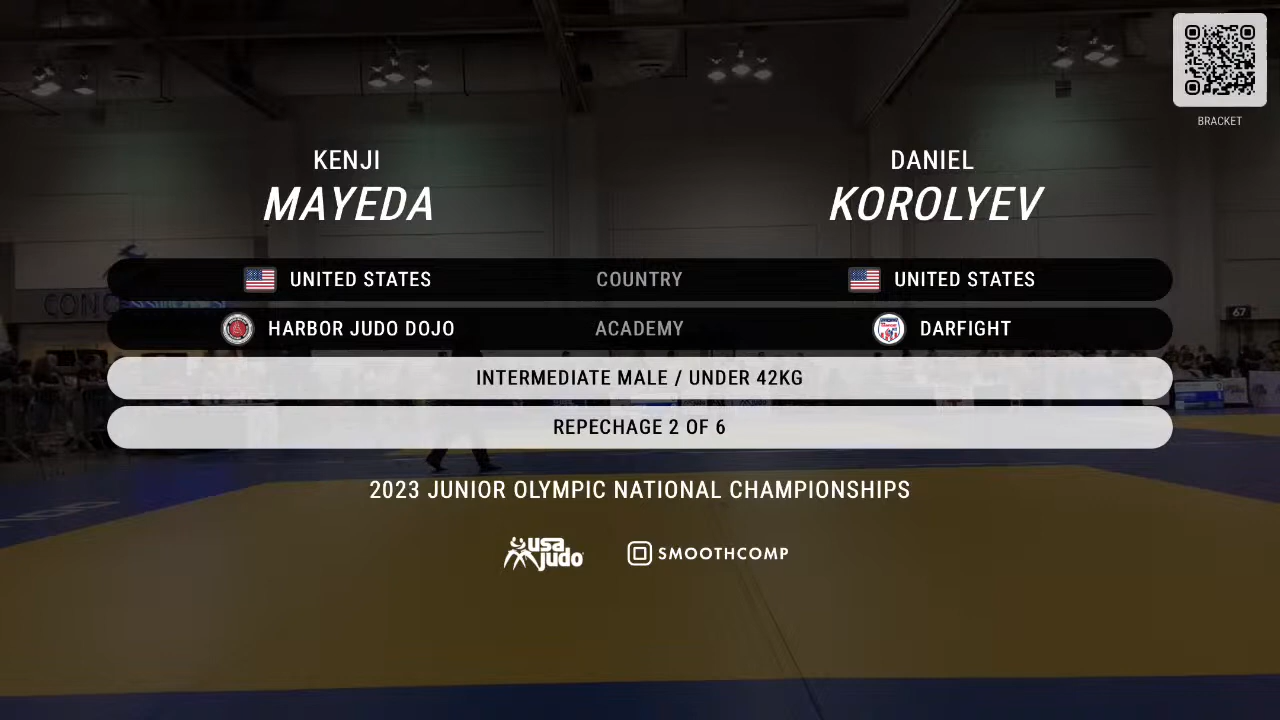 BRACKET
KENJI
MAYEDA
DANIEL
KOROLYEV
UNITED STATES COUNTRY UNITED STATES
HARBOR JUDO DOJO ACADEMY DARFIGHT
67
INTERMEDIATE MALE / UNDER 42KG
REPECHAGE 2 OF 6
2023 JUNIOR OLYMPIC NATIONAL CHAMPIONSHIPS
usa judo
SMOOTHCOMP